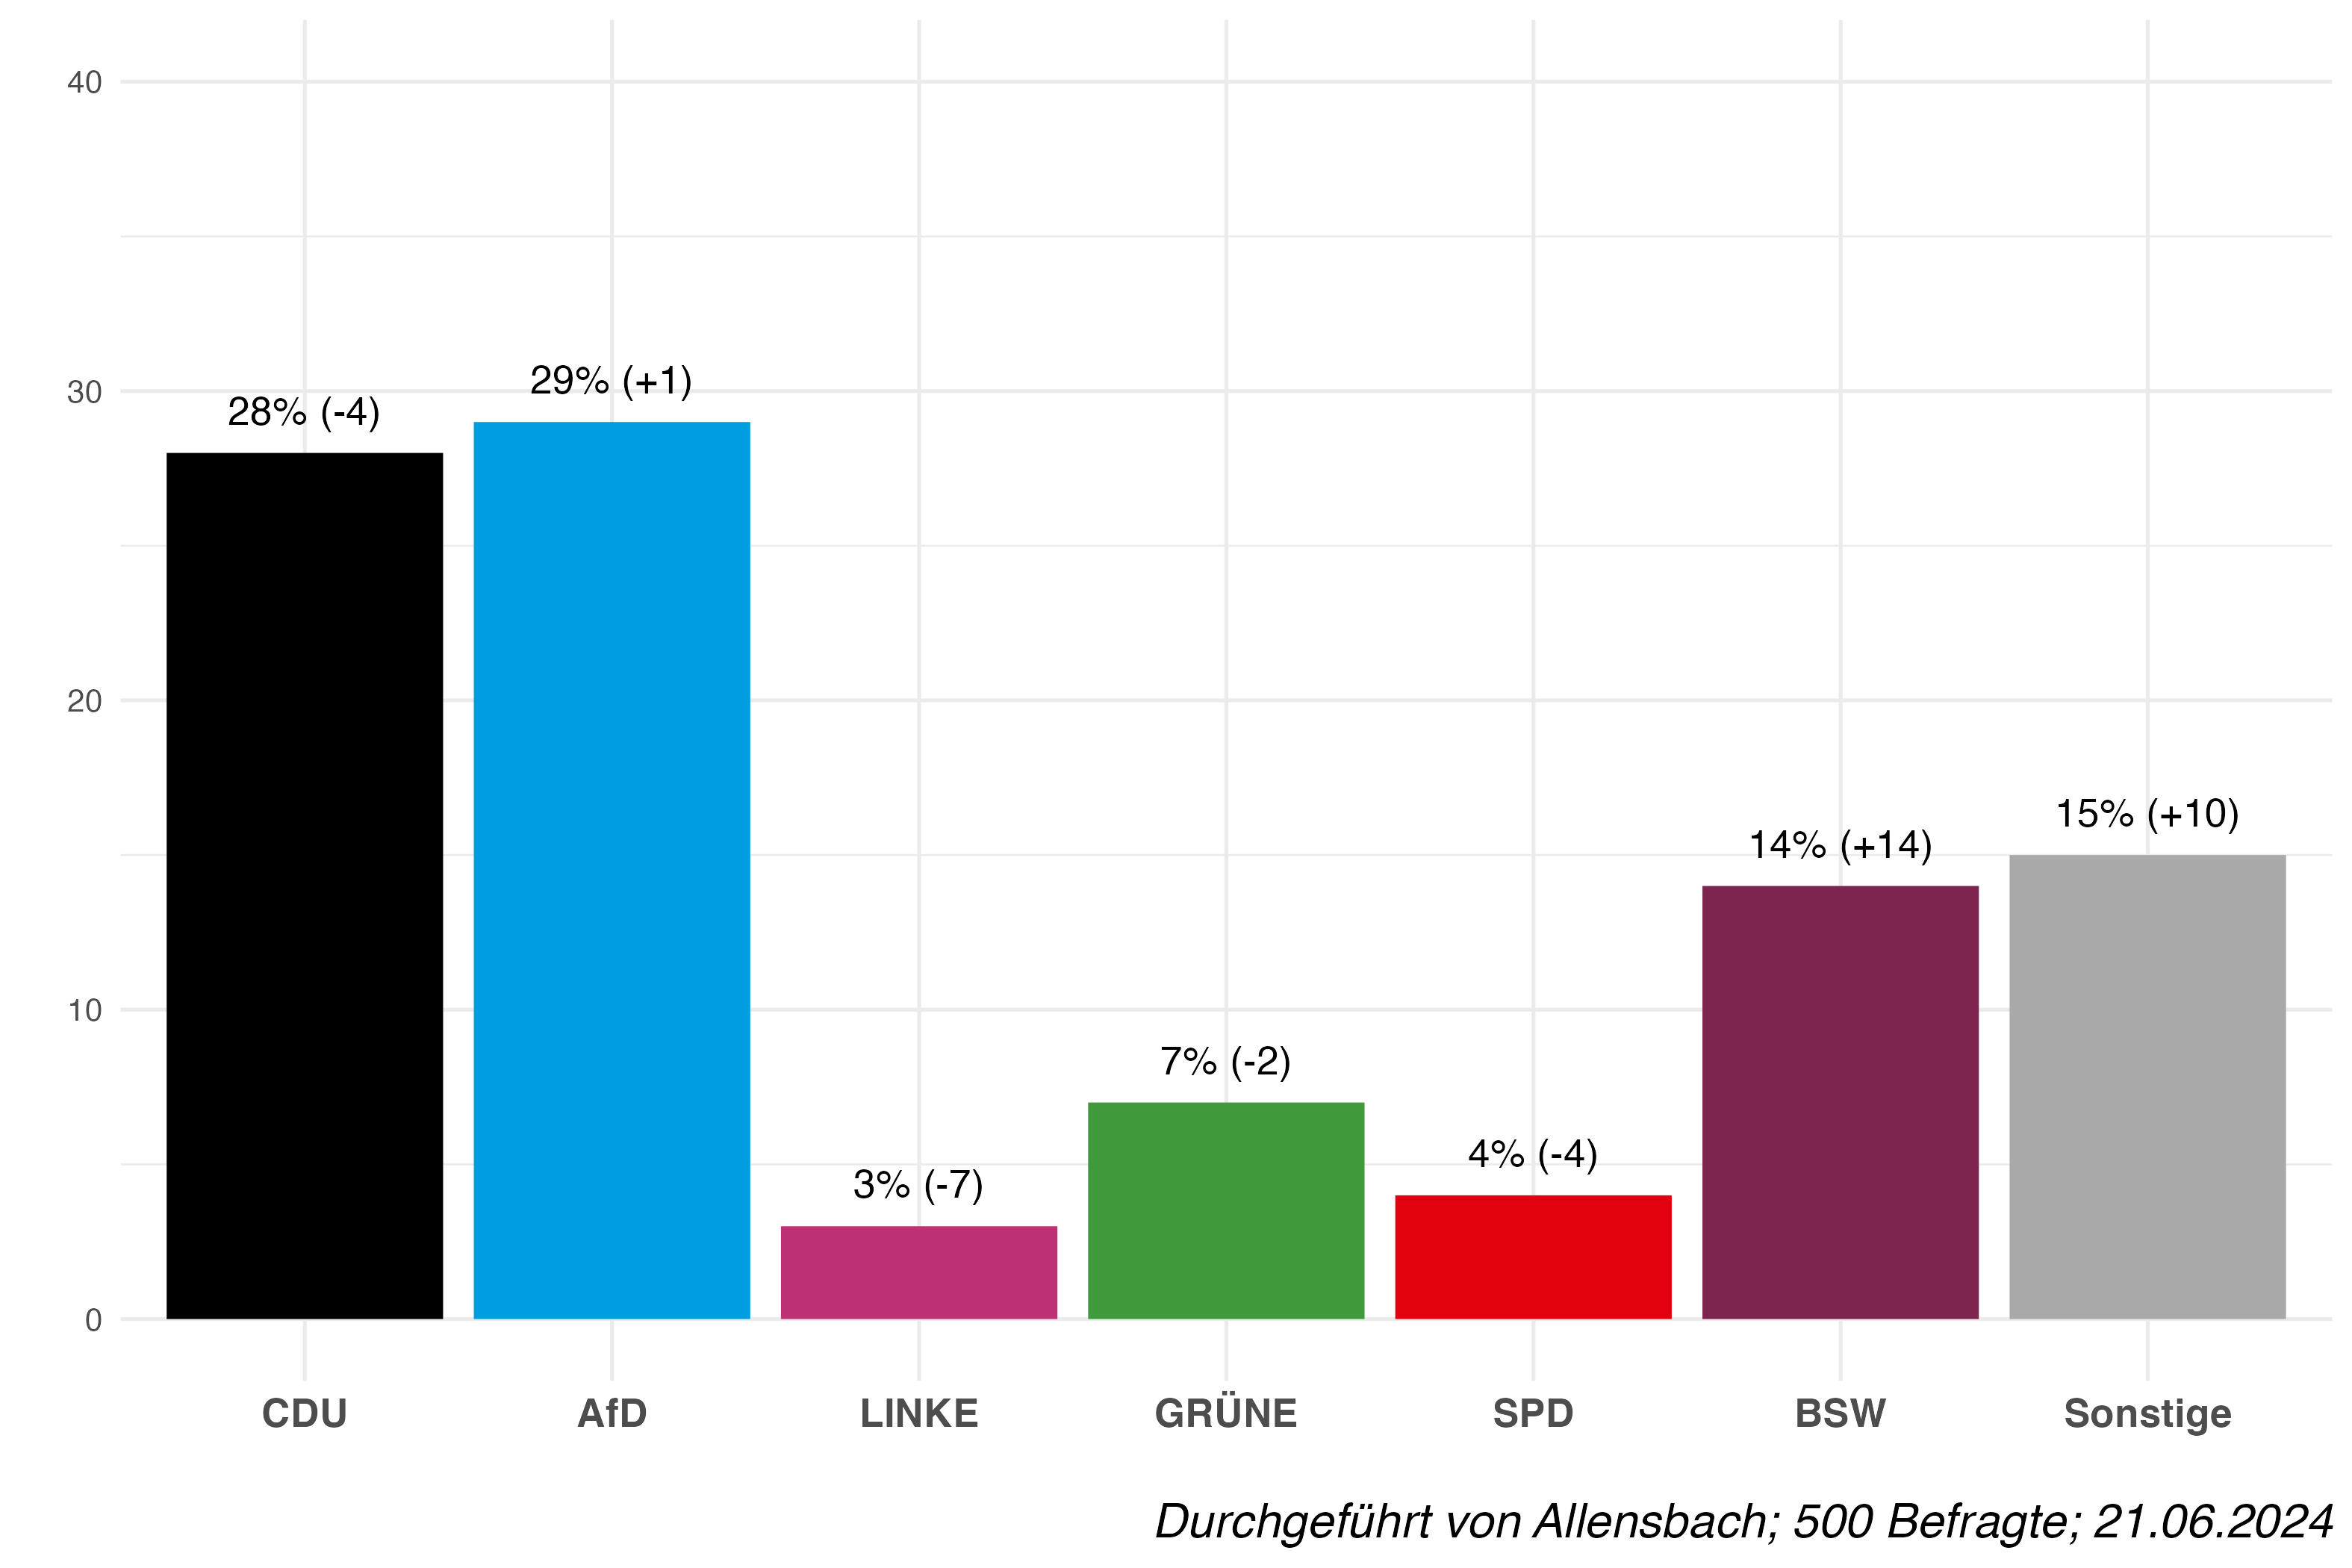 40
30
20
10
0
28% (-4)
29% (+1)
3% (-7)
7% (-2)
4% (-4)
14% (+14)
15% (+10)
CDU
AfD
LINKE
GRÜNE
SPD
BSW
Sonstige
Durchgeführt von Allensbach; 500 Befragte; 21.06.2024